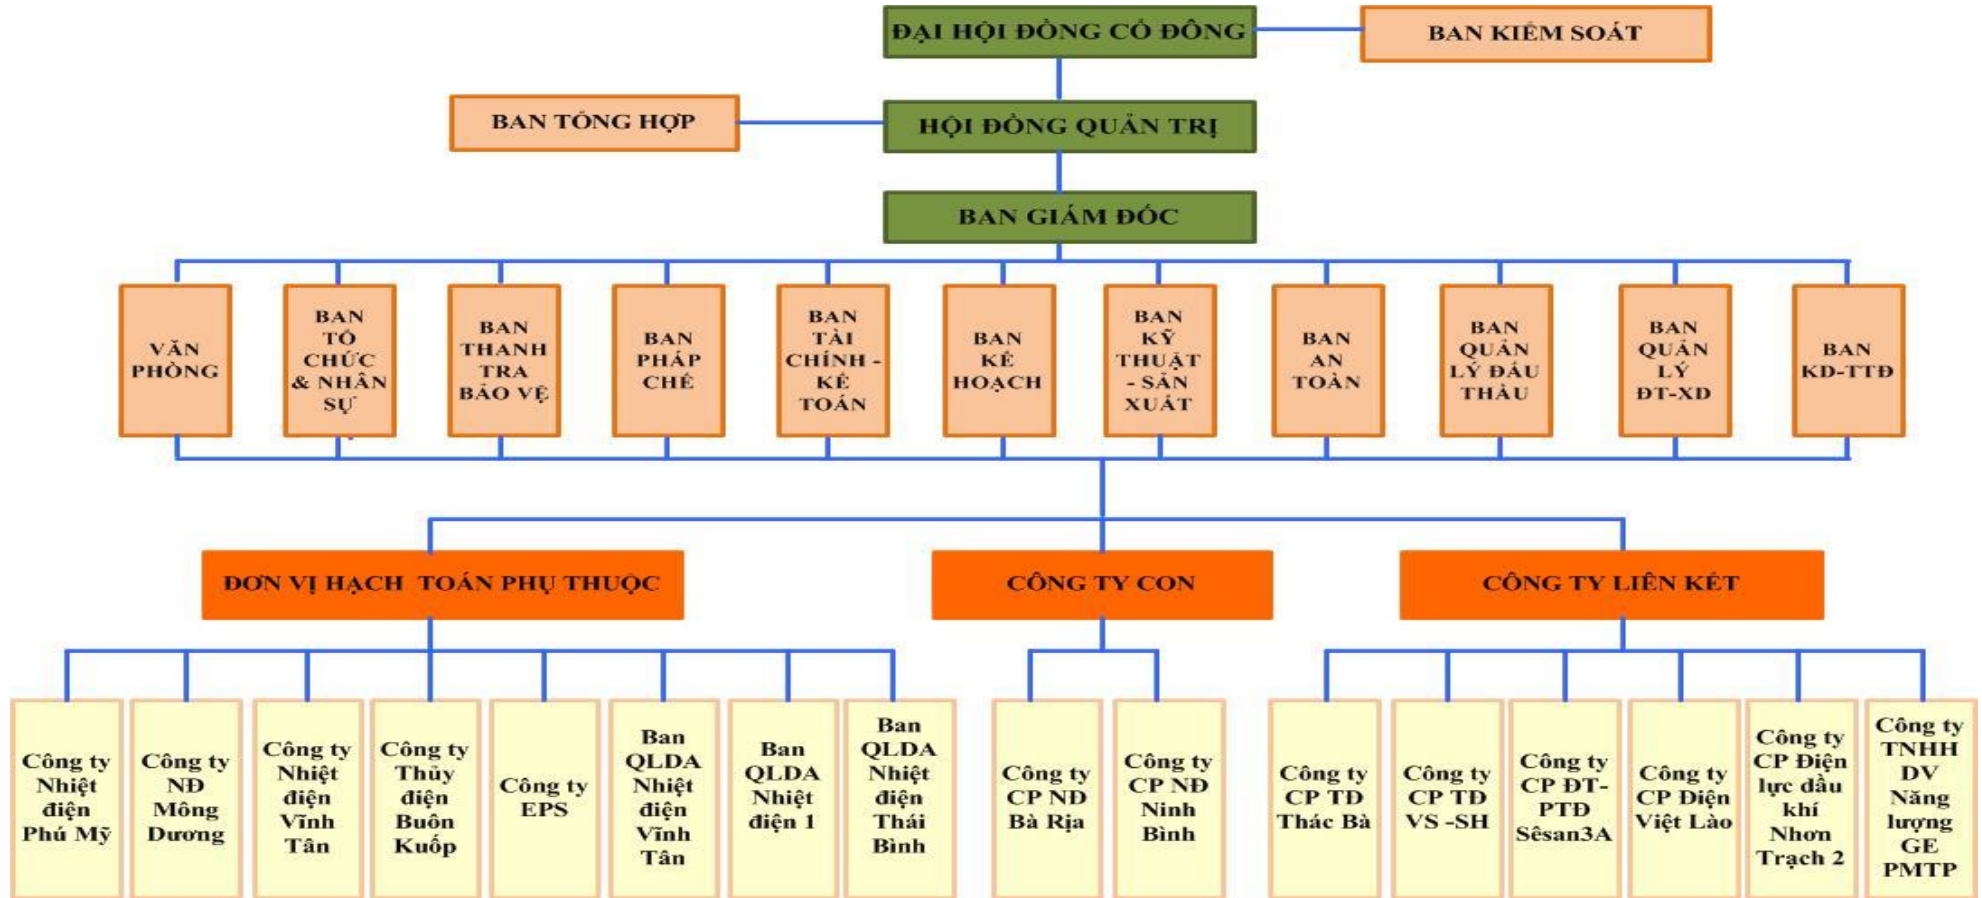 ĐẠI HỘI ĐỒNG CỔ ĐÔNG
BAN KIỂM SOÁT
BAN TỔNG HỢP
HỘI ĐỒNG QUẢN TRỊ
BAN GIÁM ĐỐC
VĂN
PHÒNG
BAN
TỔ
CHỨC
& NHÂN
SỰ
BAN
THANH
TRA
BẢO VỆ
BAN
PHÁP
CHẾ
BAN
TÀI
CHÍNH -
KẾ
TOÁN
BAN
KẾ
HOẠCH
BAN
KỸ
THUẬT
- SẢN
XUẤT
BAN
AN
TOÀN
BAN
QUẢN
LÝ ĐẤU
THẦU
BAN
QUẢN
LÝ
ĐT-XD
BAN
KD-TTĐ
ĐƠN VỊ HẠCH TOÁN PHỤ THUỘC
CÔNG TY CON
CÔNG TY LIÊN KẾT
Công ty
Nhiệt
điện
Phú Mỹ
Công ty
NĐ
Mông
Dương
Công ty
Nhiệt
điện
Vĩnh
Tân
Công ty
Thủy
điện
Buôn
Kuốp
Công ty
EPS
Ban
QLDA
Nhiệt
điện
Vĩnh
Tân
Ban
QLDA
Nhiệt
điện 1
Ban
QLDA
Nhiệt
điện
Thái
Bình
Công ty
CP NĐ
Bà Rịa
Công ty
CP NĐ
Ninh
Bình
Công ty
CP TĐ
Thác Bà
Công ty
CP TĐ
VS -SH
Công ty
CP ĐT-
PTĐ
Sêsan3A
Công ty
CP Điện
Việt Lào
Công ty
CP Điện
lực dầu
khí
Nhơn
Trạch 2
Công ty
TNHH
DV
Năng
lượng
GE
PMTP